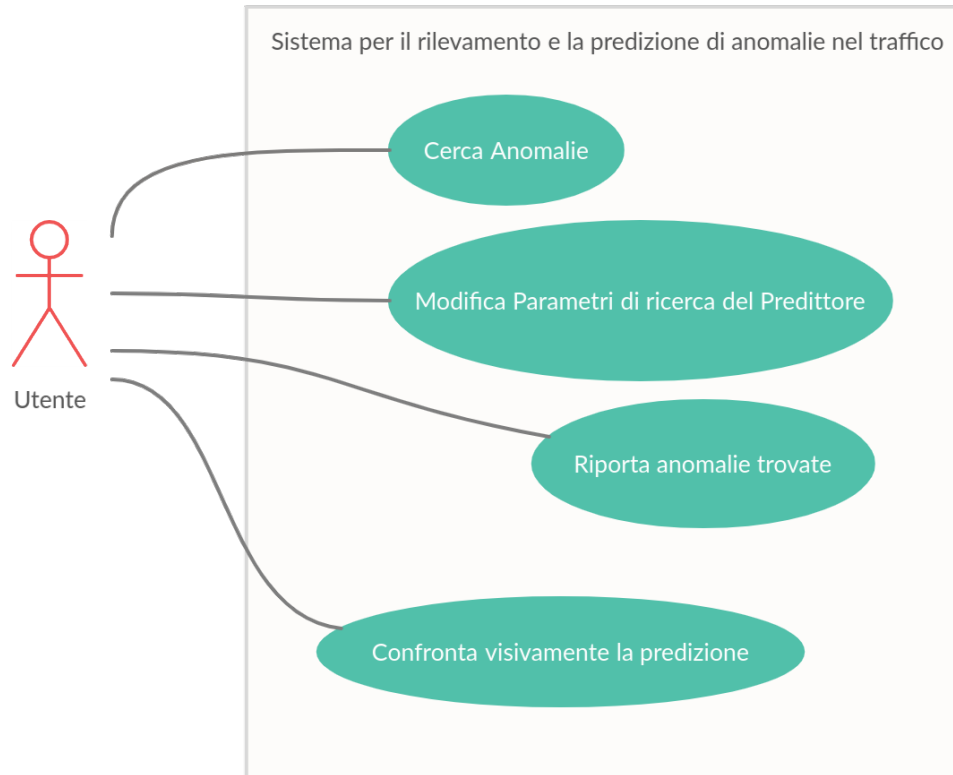 Sistema per il rilevamento e la predizione di anomalie nel traffico
Cerca Anomalie
Modifica Parametri di ricerca del Predittore
Utente
Riporta anomalie trovate
Confronta visivamente la predizione